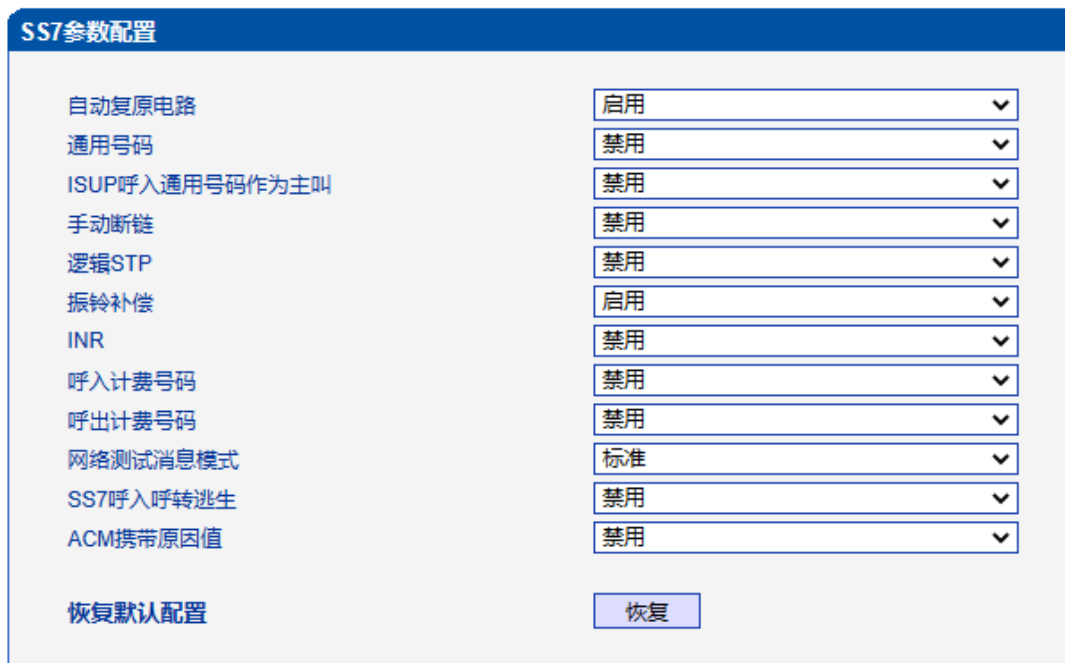 SS7参数配置
自动复原电路 启用
通用号码 禁用
ISUP呼入通用号码作为主叫 禁用
手动断链 禁用
逻辑STP 禁用
振铃补偿 启用
INR 禁用
呼入计费号码 禁用
呼出计费号码 禁用
网络测试消息模式 标准
SS7呼入呼转逃生 禁用
ACM携带原因值 禁用
恢复默认配置 恢复